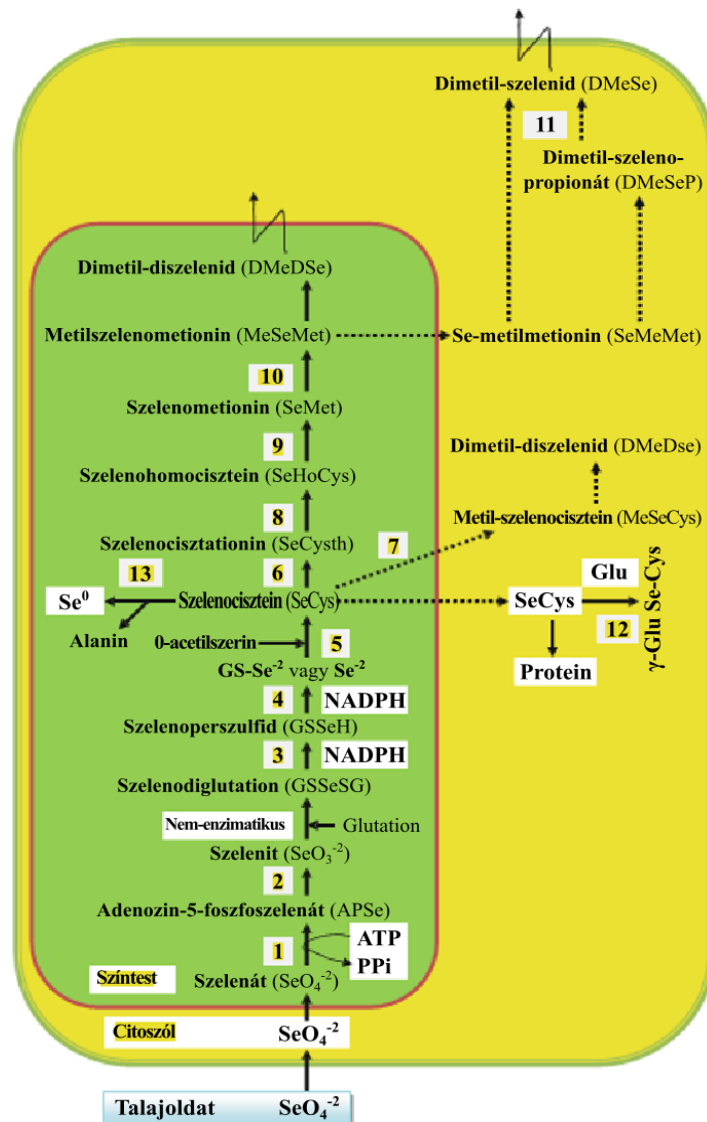 Dimetil-szelenid (DMeSe)
11
Dimetil-szeleno-
propionát (DMeSeP)
Dimetil-diszelenid (DMeDSe)
Metilszelenometionin (MeSeMet)
Se-metilmetionin (SeMeMet)
10
Szelenometionin (SeMet)
9
Dimetil-diszelenid (DMeDse)
Szelenohomocisztein (SeHoCys)
8
Metil-szelenocisztein (MeSeCys)
Szelenocisztationin (SeCysth)
7
13
6
Glu
Se⁰
Szelenocisztein (SeCys)
SeCys
γ-Glu Se-Cys
12
Alanin
0-acetilszerin
5
Protein
GS-Se⁻² vagy Se⁻²
4
NADPH
Szelenoperszulfid (GSSeH)
3
NADPH
Szelenodiglutation (GSSeSG)
Nem-enzimatikus
Glutation
Szelenit (SeO₃⁻²)
2
Adenozin-5-foszfoszelenát (APSe)
1
ATP
PPi
Színtest
Szelenát (SeO₄⁻²)
Citoszól SeO₄⁻²
Talajoldat SeO₄⁻²